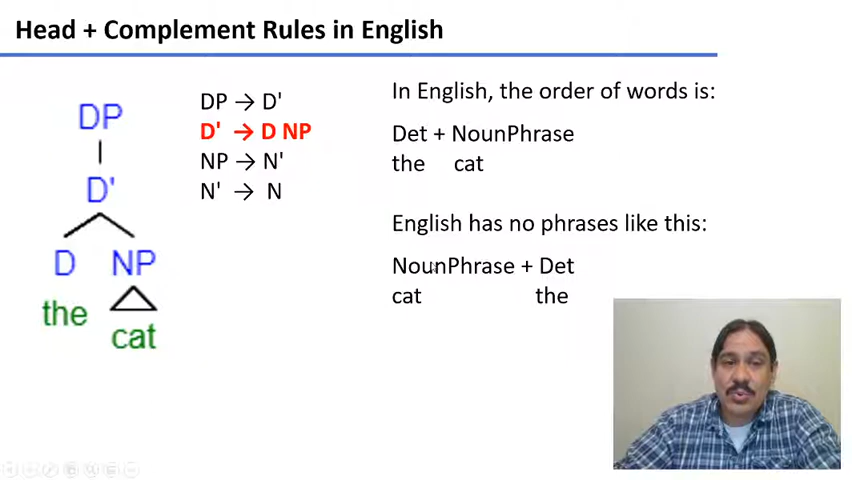 Head + Complement Rules in English
DP
D'
D NP
the
cat
DP → D'
D' → D NP
NP → N'
N' → N
In English, the order of words is:
Det + NounPhrase
the cat
English has no phrases like this:
NounPhrase + Det
cat the